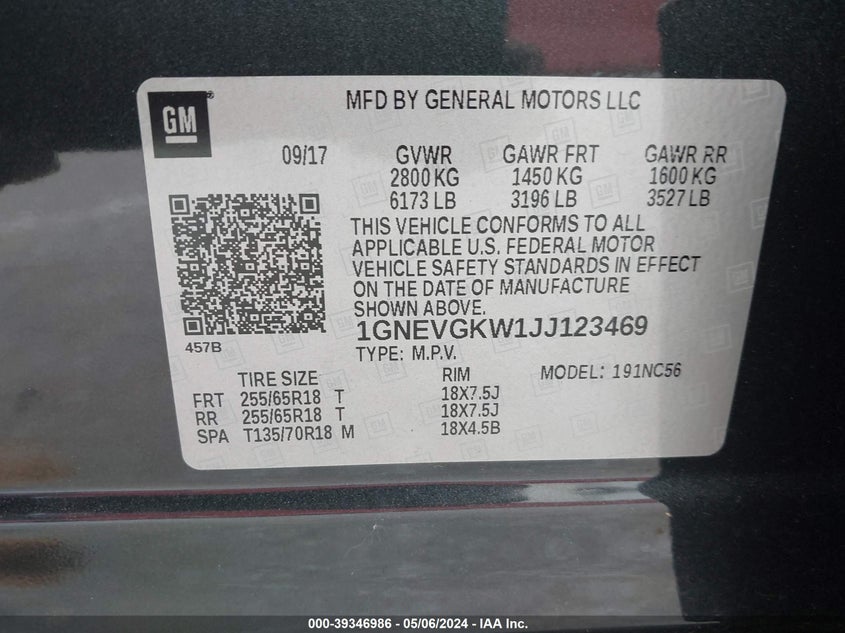 GM
®
MFD BY GENERAL MOTORS LLC
09/17 GVWR GAWR FRT GAWR RR
2800 KG 1450 KG 1600 KG
6173 LB 3196 LB 3527 LB
THIS VEHICLE CONFORMS TO ALL
APPLICABLE U.S. FEDERAL MOTOR
VEHICLE SAFETY STANDARDS IN EFFECT
ON THE DATE OF MANUFACTURE
SHOWN ABOVE.
457B
1GNEVGKW1JJ123469
TYPE: M.P.V.
TIRE SIZE RIM MODEL: 191NC56
FRT 255/65R18 T 18X7.5J
RR 255/65R18 T 18X7.5J
SPA T135/70R18 M 18X4.5B
000-39346986 - 05/06/2024 - IAA Inc.